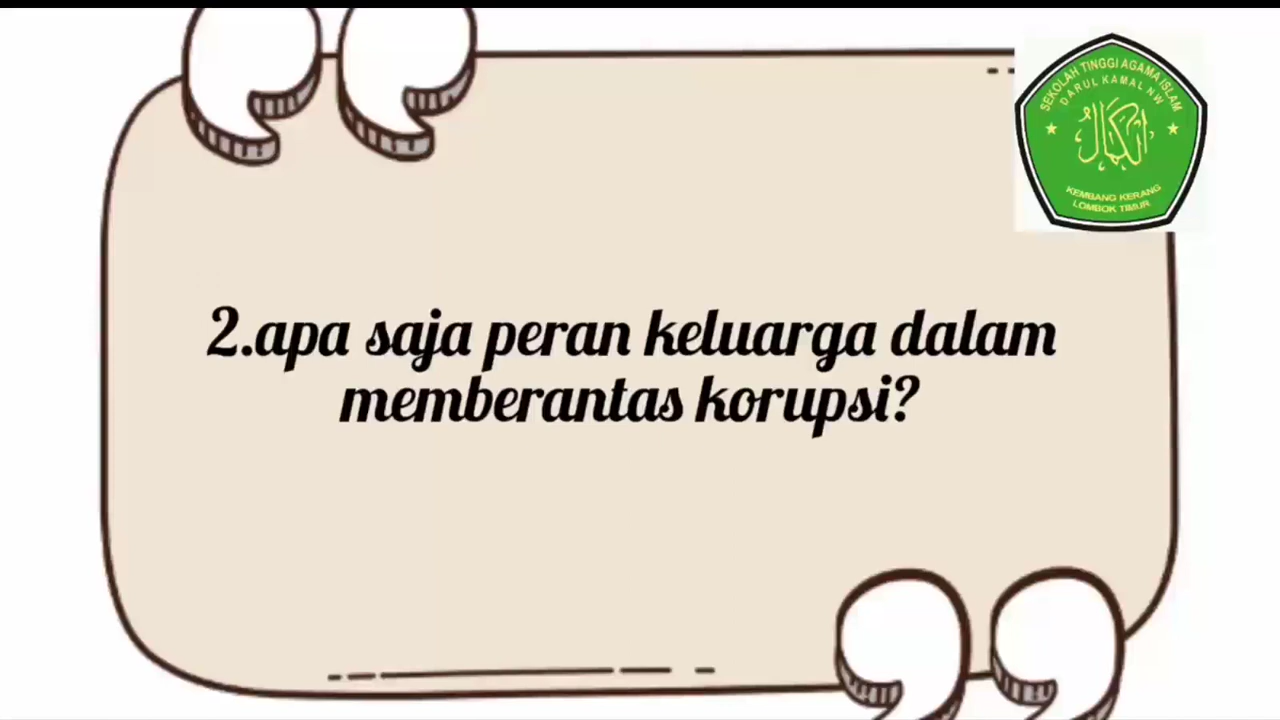 SEKOLAH TINGGI AGAMA ISLAM
DARUL KAMAL NW
الكمال
KEMBANG KERANG
LOMBOK TIMUR
2.apa saja peran keluarga dalam
memberantas korupsi?